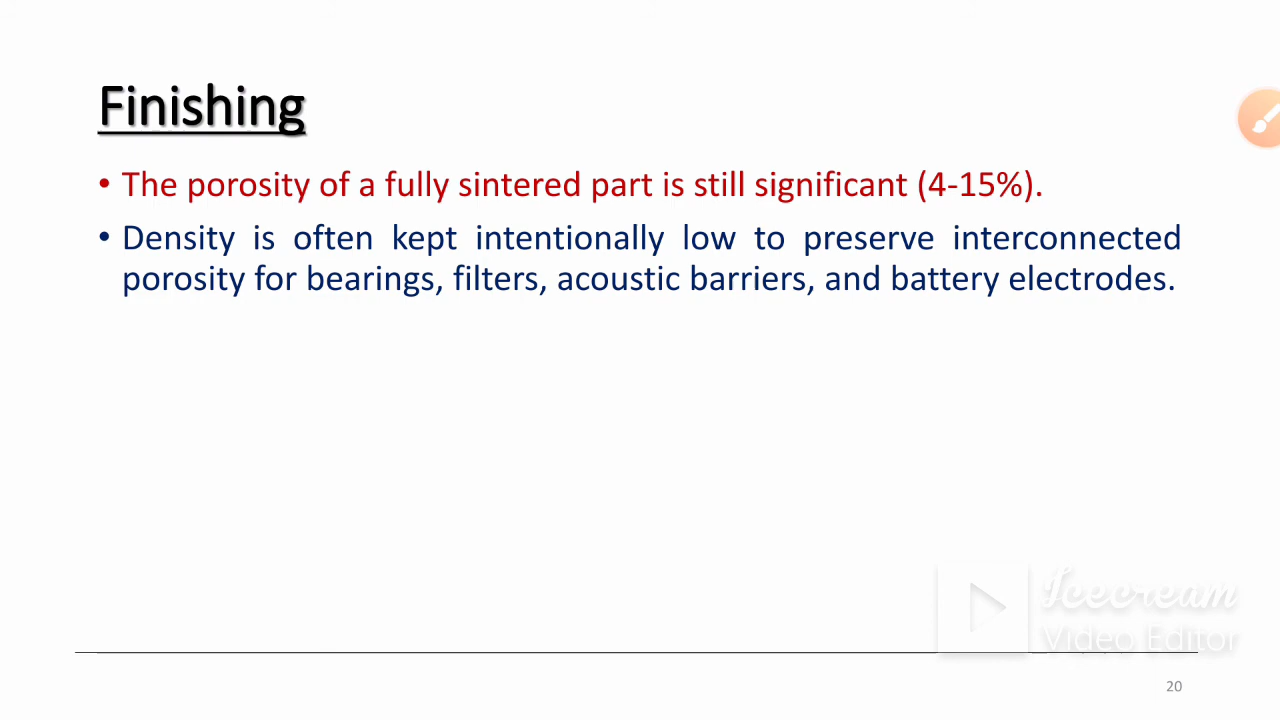 Finishing
• The porosity of a fully sintered part is still significant (4-15%).
• Density is often kept intentionally low to preserve interconnected
porosity for bearings, filters, acoustic barriers, and battery electrodes.
Icecream
Video Editor
20